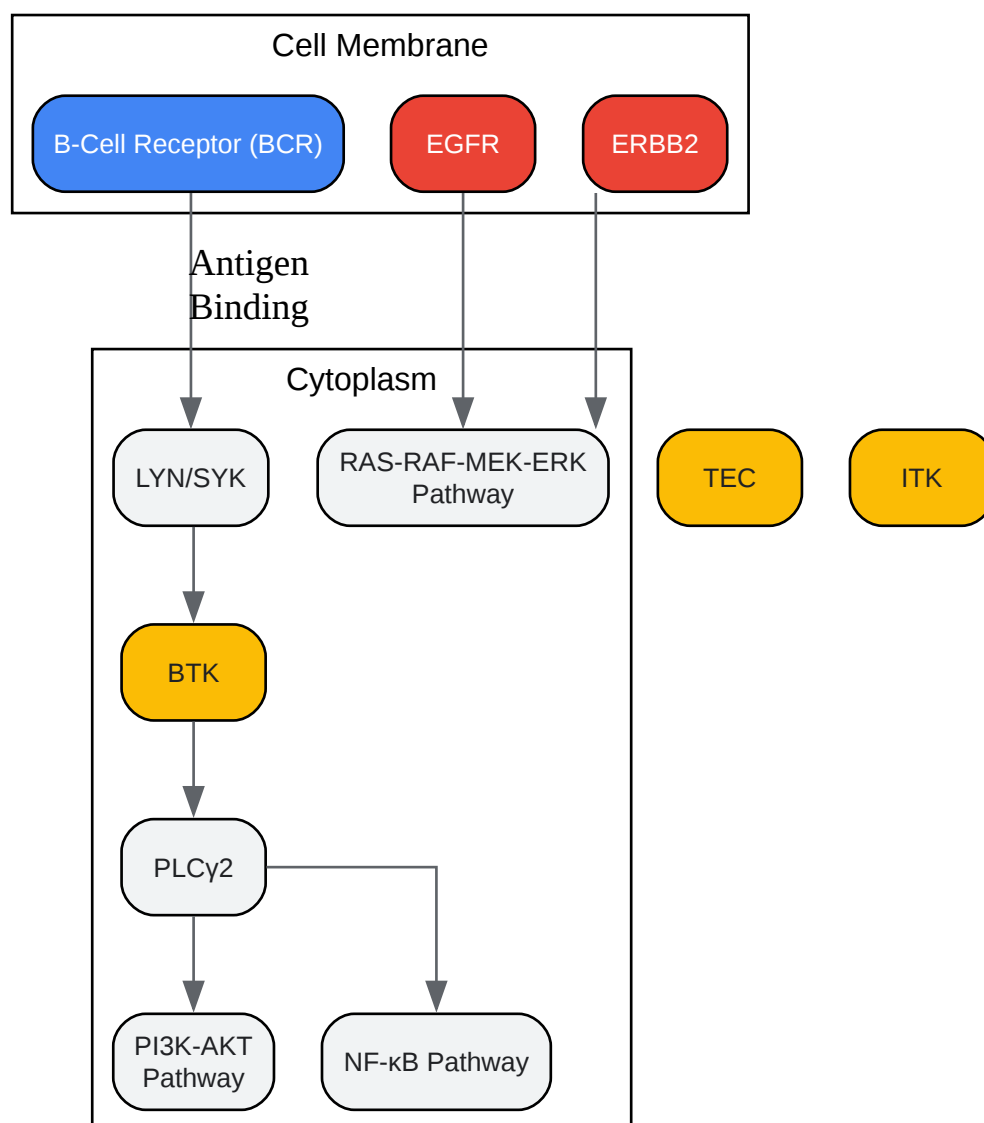 Cell Membrane
B-Cell Receptor (BCR)
EGFR
ERBB2
Antigen
Binding
Cytoplasm
LYN/SYK
RAS-RAF-MEK-ERK
Pathway
TEC
ITK
BTK
PLCγ2
PI3K-AKT
Pathway
NF-κB Pathway